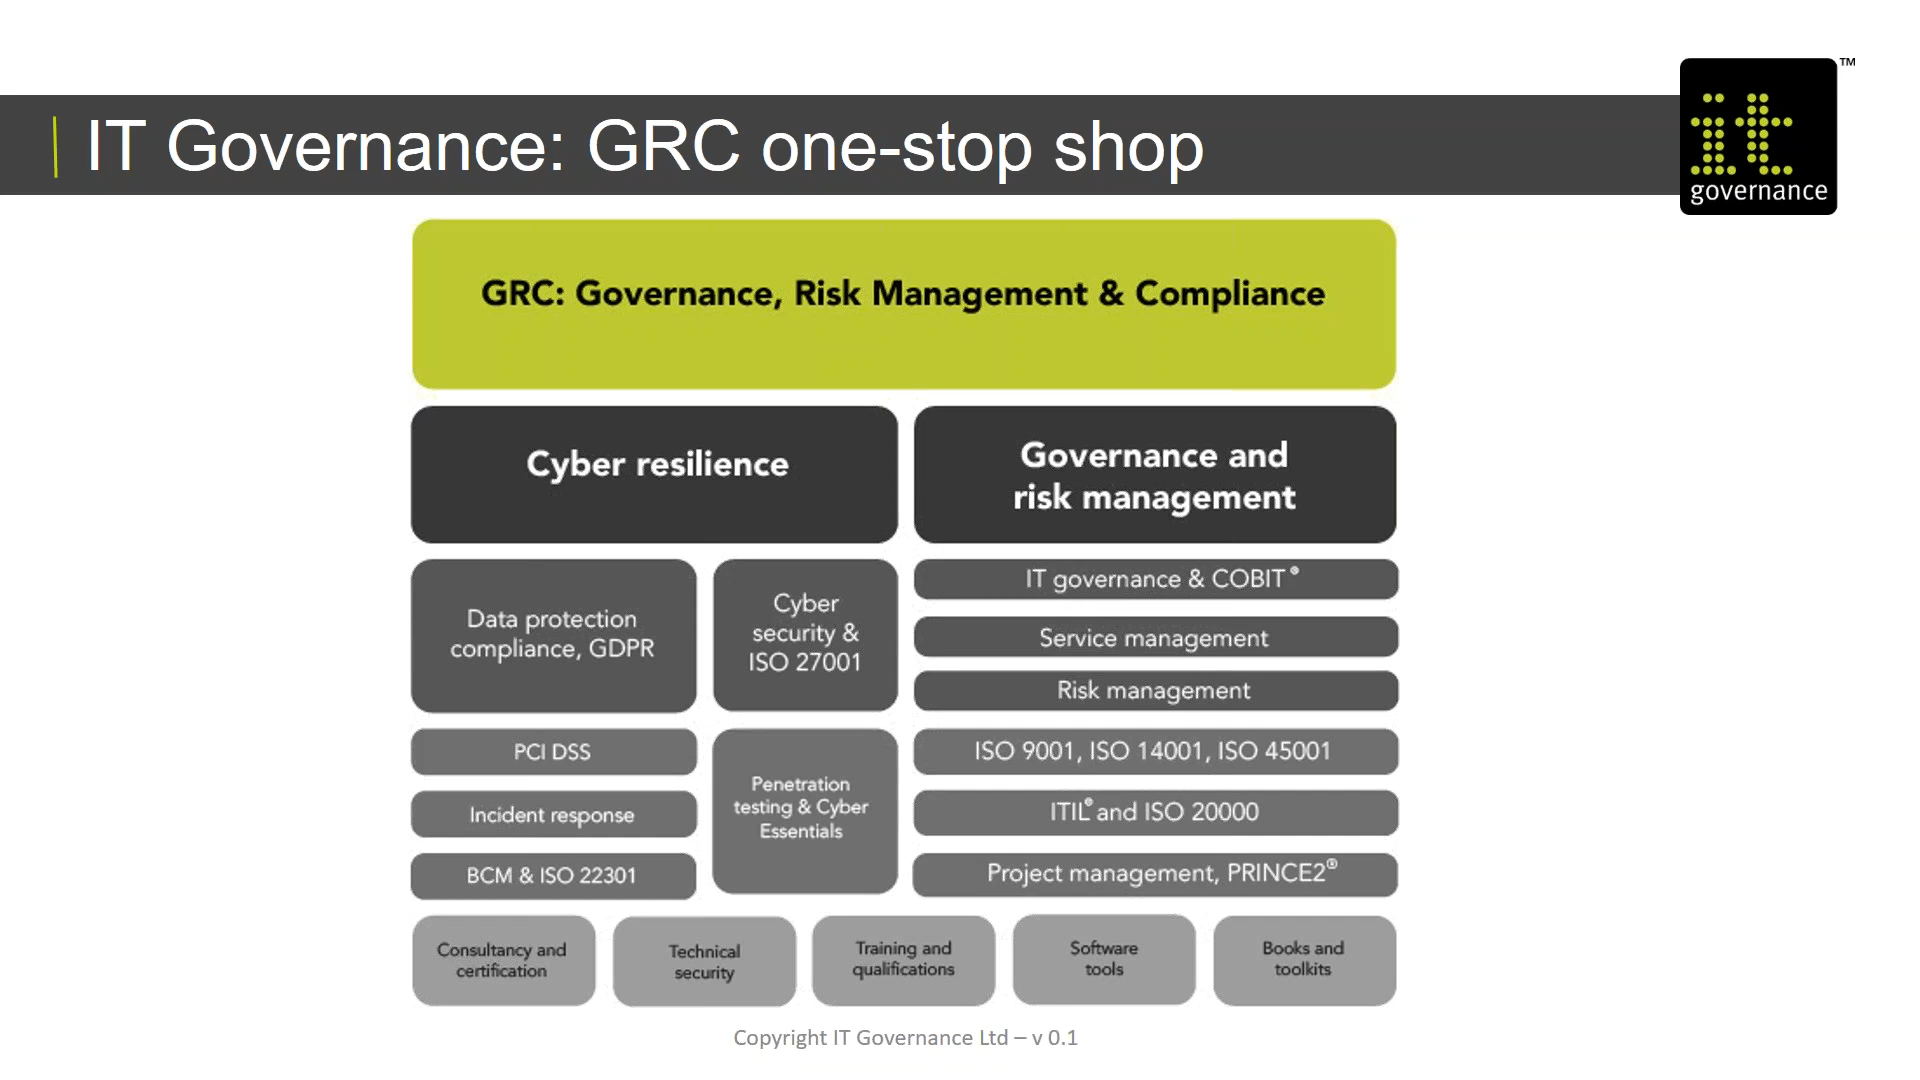 IT Governance: GRC one-stop shop
it
governance
TM
GRC: Governance, Risk Management & Compliance
Cyber resilience
Governance and
risk management
Data protection
compliance, GDPR
Cyber
security &
ISO 27001
IT governance & COBIT®
Service management
Risk management
PCI DSS
Incident response
BCM & ISO 22301
Penetration
testing & Cyber
Essentials
ISO 9001, ISO 14001, ISO 45001
ITIL® and ISO 20000
Project management, PRINCE2®
Consultancy and
certification
Technical
security
Training and
qualifications
Software
tools
Books and
toolkits
Copyright IT Governance Ltd – v 0.1